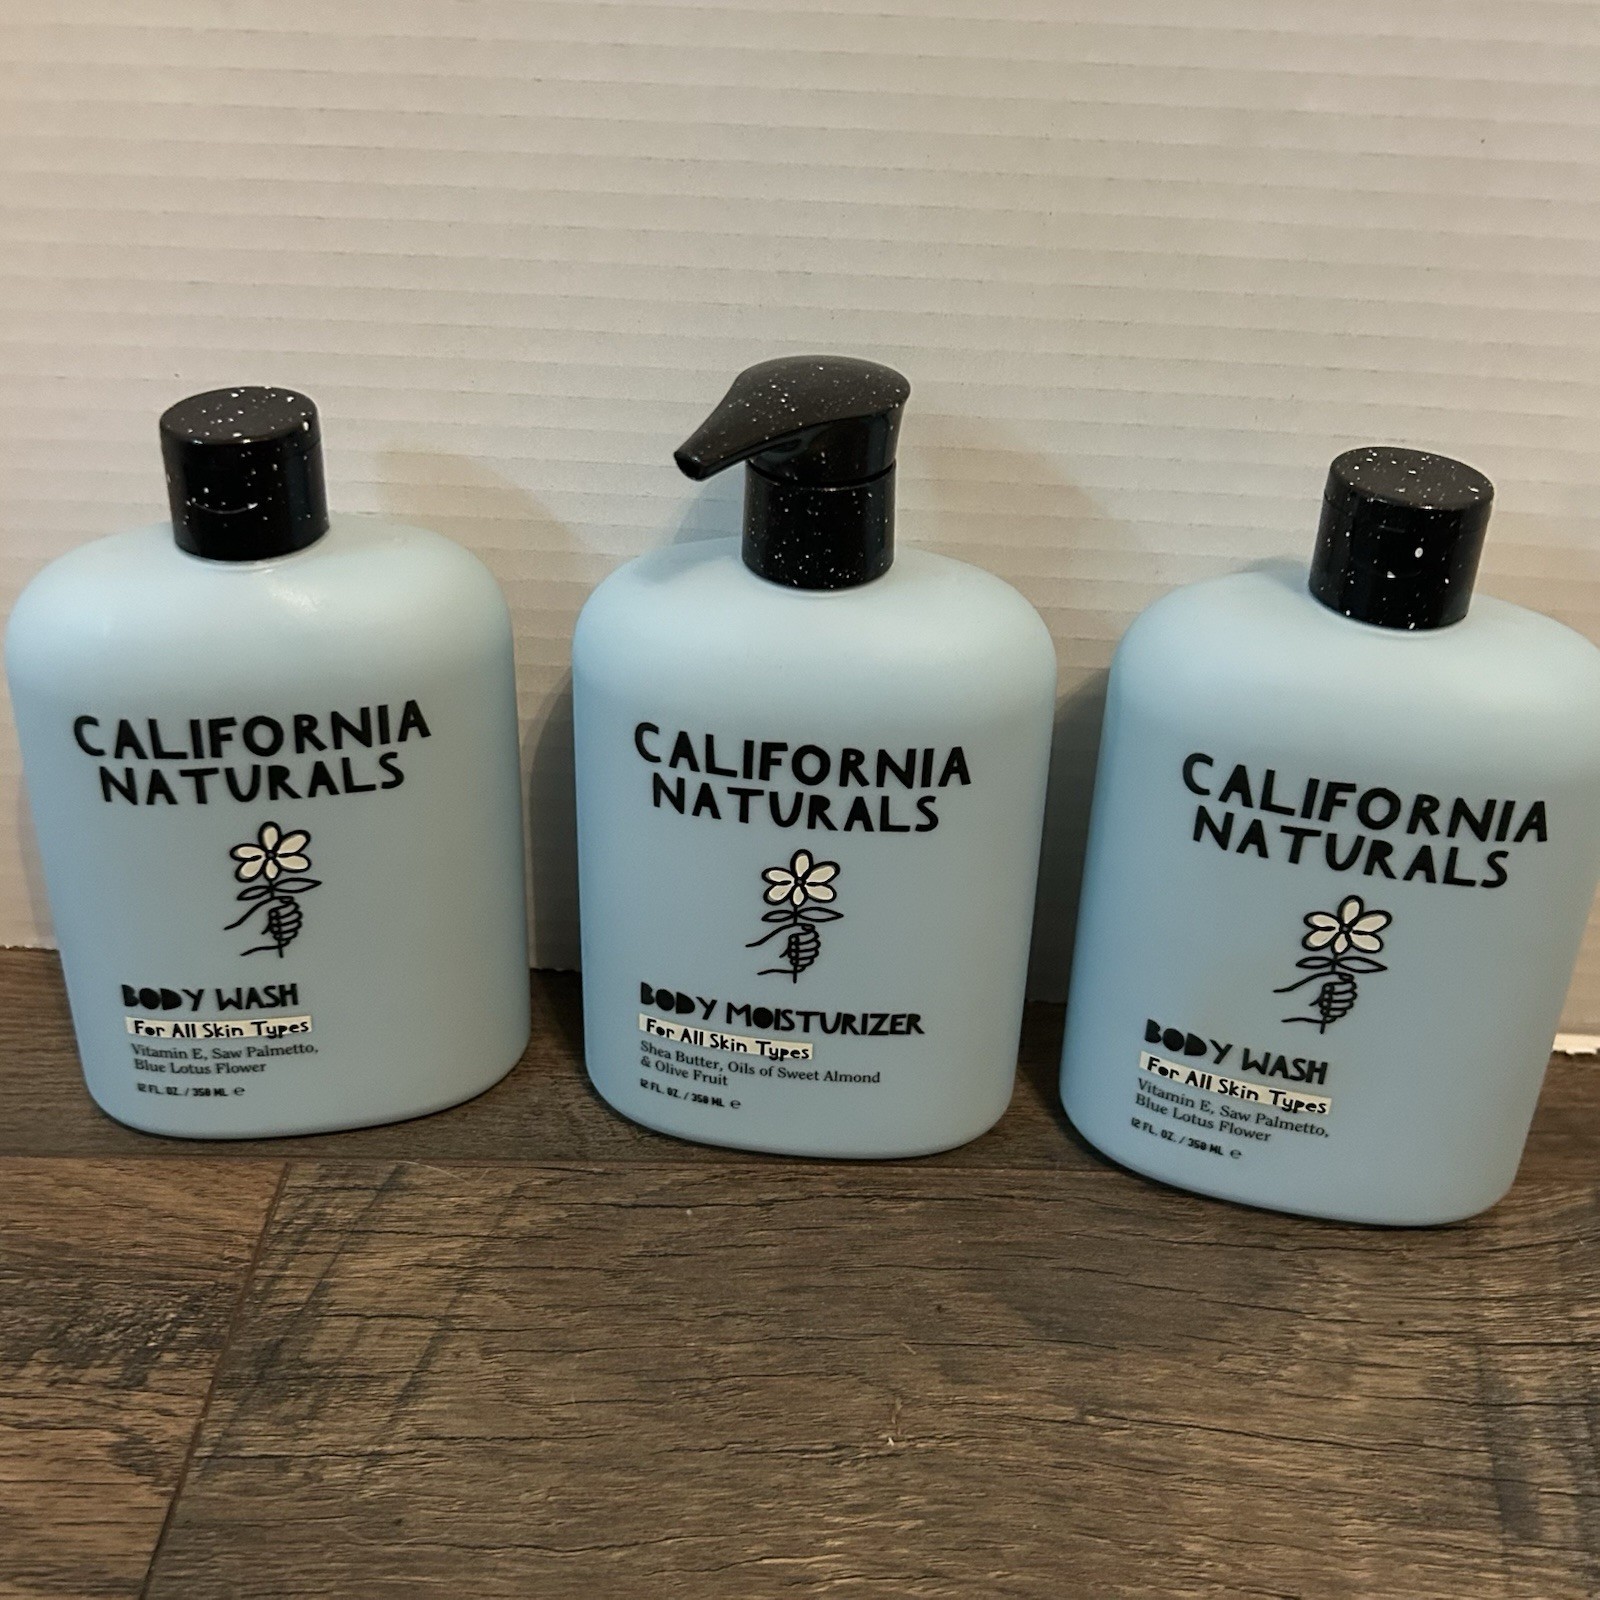 CALIFORNIA
NATURALS
BODY WASH
For All Skin Types
Vitamin E, Saw Palmetto,
Blue Lotus Flower
12 FL. OZ. / 350 ML ℮
CALIFORNIA
NATURALS
BODY MOISTURIZER
For All Skin Types
Shea Butter, Oils of Sweet Almond
& Olive Fruit
12 FL. OZ. / 350 ML ℮
CALIFORNIA
NATURALS
BODY WASH
For All Skin Types
Vitamin E, Saw Palmetto,
Blue Lotus Flower
12 FL. OZ. / 350 ML ℮